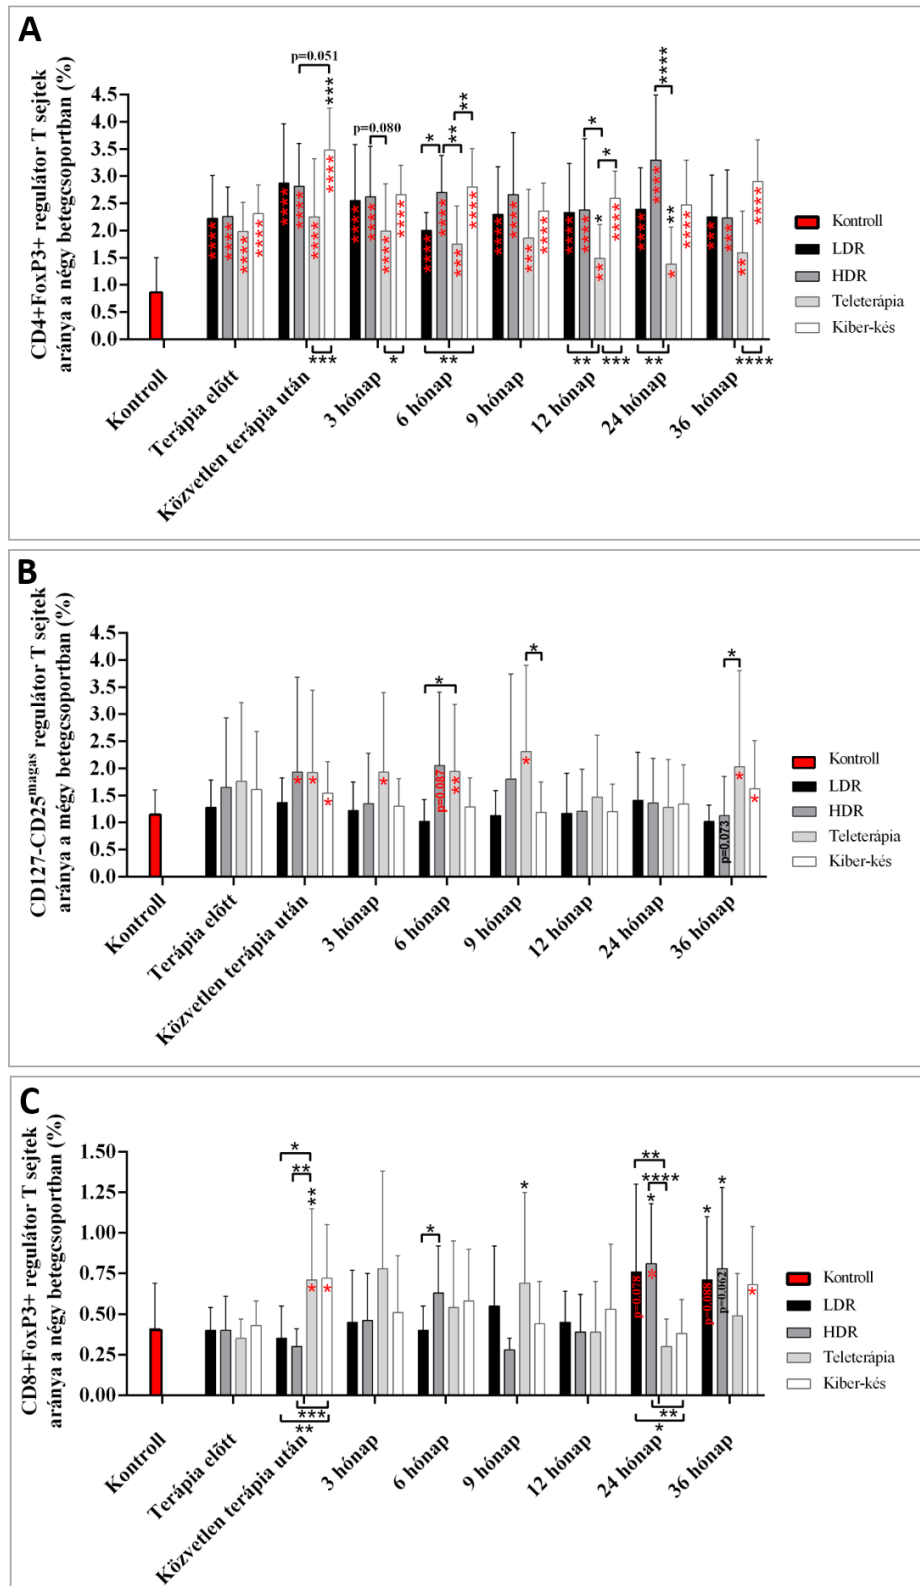 A
CD4+FoxP3+ regulátor T sejtek
aránya a négy betegcsoportban (%)
4.5
4.0
3.5
3.0
2.5
2.0
1.5
1.0
0.5
0.0
p=0.051
p=0.080
Kontroll
Terápia előtt
Közvetlen terápia után
3 hónap
6 hónap
9 hónap
12 hónap
24 hónap
36 hónap
Kontroll
LDR
HDR
Teleterápia
Kiber-kés
B
CD127-CD25magas regulátor T sejtek
aránya a mégy betegcsoportban (%)
4.5
4.0
3.5
3.0
2.5
2.0
1.5
1.0
0.5
0.0
p=0.087
p=0.073
Kontroll
Terápia előtt
Közvetlen terápia után
3 hónap
6 hónap
9 hónap
12 hónap
24 hónap
36 hónap
Kontroll
LDR
HDR
Teleterápia
Kiber-kés
C
CD8+FoxP3+ regulátor T sejtek
aránya a négy betegcsoportban (%)
1.50
1.25
1.00
0.75
0.50
0.25
0.00
p=0.078
p=0.088
p=0.062
Kontroll
Terápia előtt
Közvetlen terápia után
3 hónap
6 hónap
9 hónap
12 hónap
24 hónap
36 hónap
Kontroll
LDR
HDR
Teleterápia
Kiber-kés